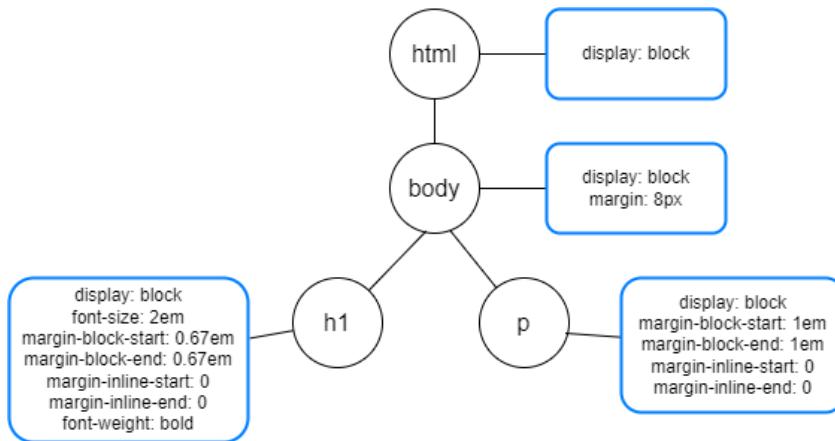 html
display: block
body
display: block
margin: 8px
h1
display: block
font-size: 2em
margin-block-start: 0.67em
margin-block-end: 0.67em
margin-inline-start: 0
margin-inline-end: 0
font-weight: bold
p
display: block
margin-block-start: 1em
margin-block-end: 1em
margin-inline-start: 0
margin-inline-end: 0